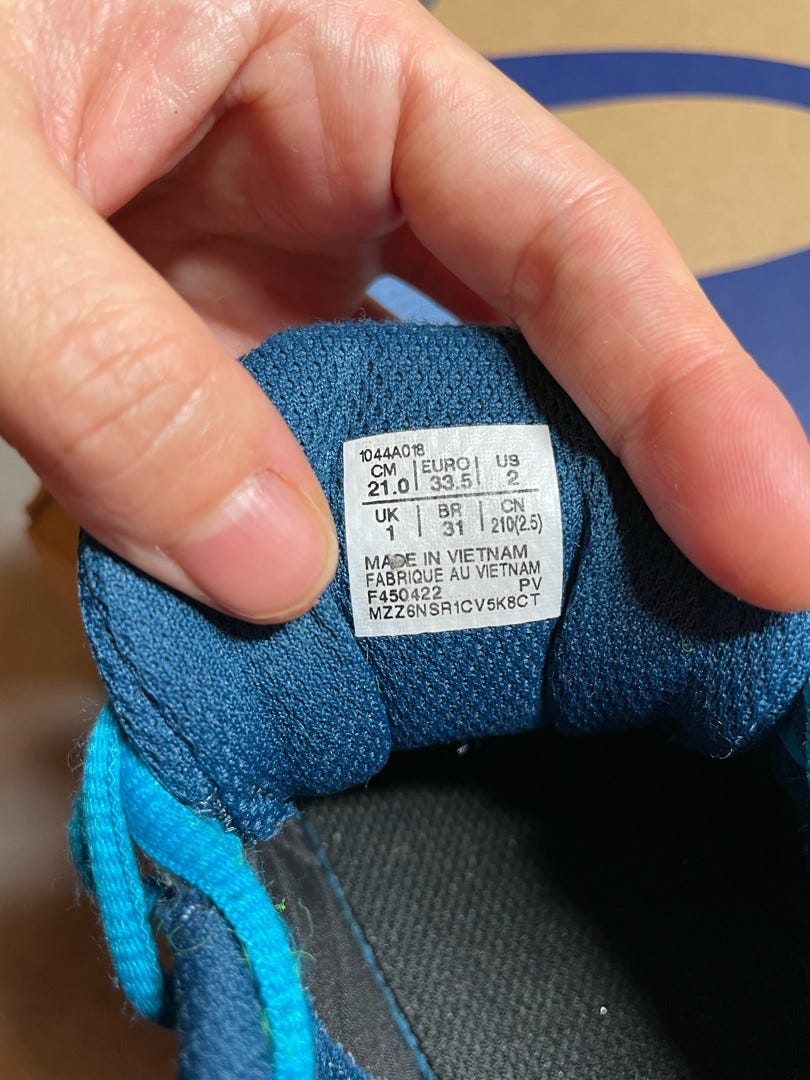 1044A018
CM | EURO | US
21.0 | 33.5 | 2
UK | BR | CN
1 | 31 | 210(2.5)
MADE IN VIETNAM
FABRIQUE AU VIETNAM
F450422 PV
MZZ6NSR1CV5K8CT